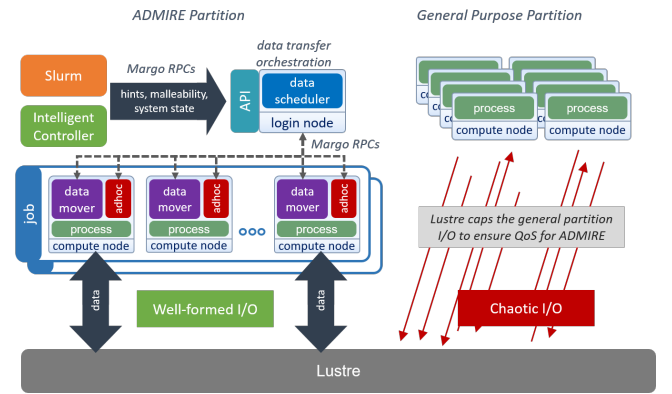 ADMIRE Partition
General Purpose Partition
Slurm
Intelligent
Controller
Margo RPCs
hints, malleability,
system state
data transfer
orchestration
API
data
scheduler
login node
Margo RPCs
process
compute node
process
compute node
job
data
mover
adhoc
process
compute node
data
mover
adhoc
process
compute node
data
mover
adhoc
process
compute node
Lustre caps the general partition
I/O to ensure QoS for ADMIRE
data
Well-formed I/O
data
Chaotic I/O
Lustre